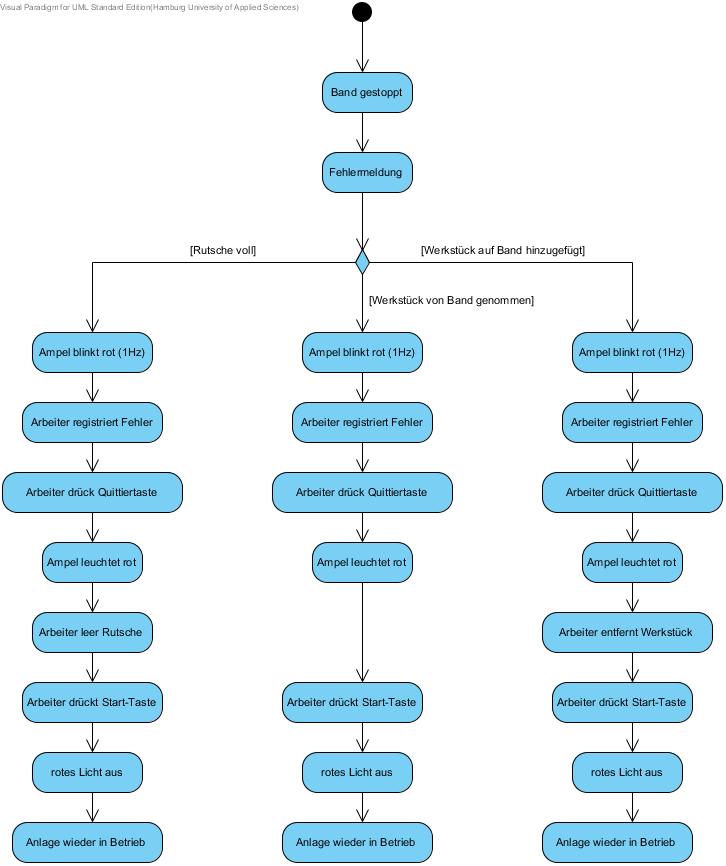 Visual Paradigm for UML Standard Edition(Hamburg University of Applied Sciences)
Band gestoppt
Fehlermeldung
[Rutsche voll]
[Werkstück auf Band hinzugefügt]
[Werkstück von Band genommen]
Ampel blinkt rot (1Hz)
Ampel blinkt rot (1Hz)
Ampel blinkt rot (1Hz)
Arbeiter registriert Fehler
Arbeiter registriert Fehler
Arbeiter registriert Fehler
Arbeiter drück Quittiertaste
Arbeiter drück Quittiertaste
Arbeiter drück Quittiertaste
Ampel leuchtet rot
Ampel leuchtet rot
Ampel leuchtet rot
Arbeiter leer Rutsche
Arbeiter entfernt Werkstück
Arbeiter drückt Start-Taste
Arbeiter drückt Start-Taste
Arbeiter drückt Start-Taste
rotes Licht aus
rotes Licht aus
rotes Licht aus
Anlage wieder in Betrieb
Anlage wieder in Betrieb
Anlage wieder in Betrieb